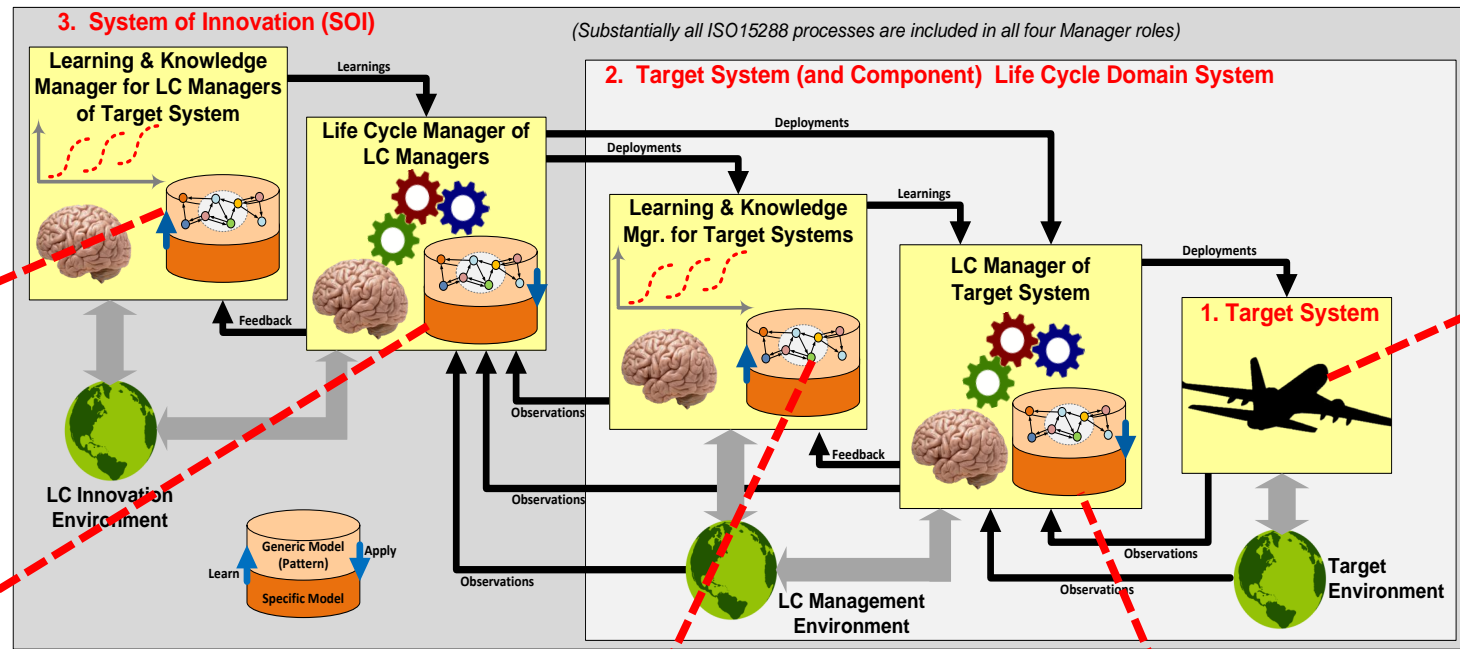 3. System of Innovation (SOI)
(Substantially all ISO15288 processes are included in all four Manager roles)
Learning & Knowledge
Manager for LC Managers
of Target System
Learnings
2. Target System (and Component) Life Cycle Domain System
Life Cycle Manager of
LC Managers
Deployments
Deployments
Learning & Knowledge
Mgr. for Target Systems
Learnings
LC Manager of
Target System
Deployments
1. Target System
Feedback
Observations
Feedback
LC Innovation
Environment
Observations
Generic Model
(Pattern)
Apply
Learn
Specific Model
Observations
Observations
Observations
Target
Environment
LC Management
Environment